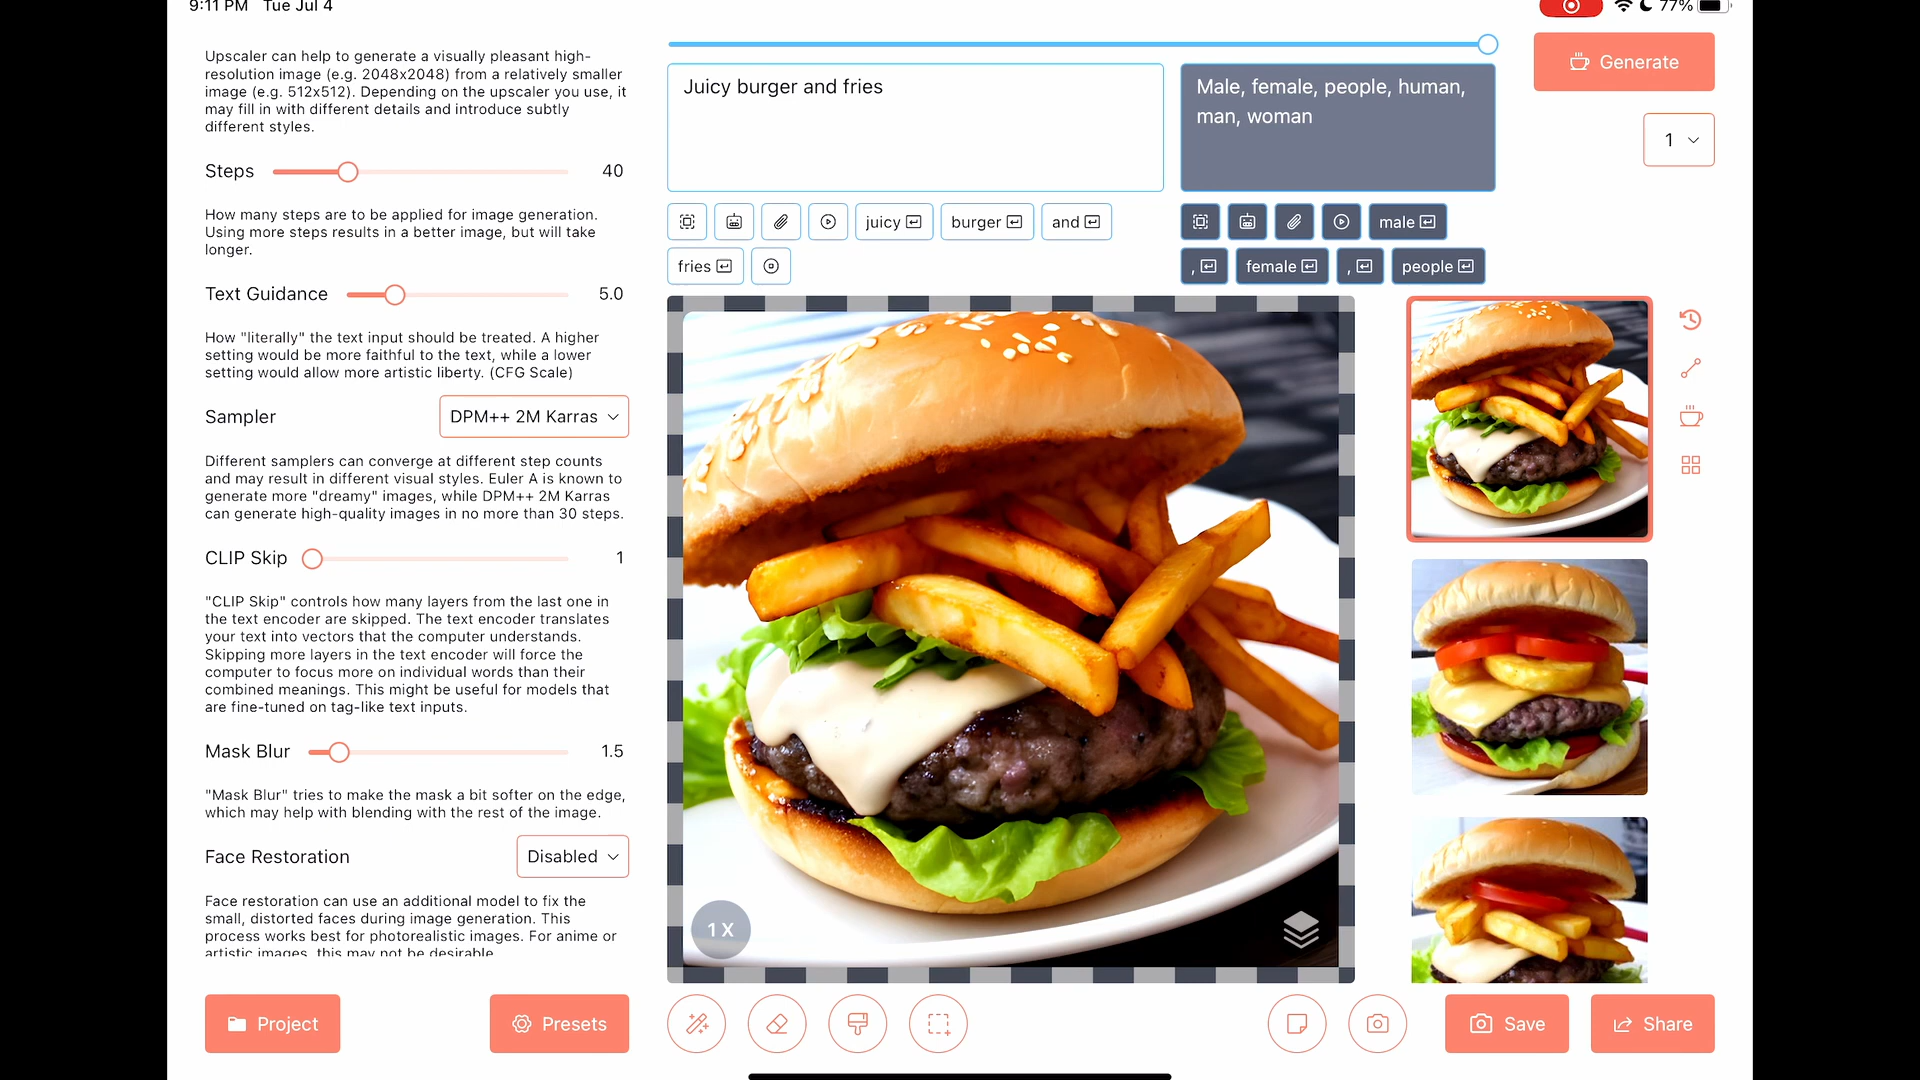 9:11 PM Tue Jul 4
77%
Upscaler can help to generate a visually pleasant high-
resolution image (e.g. 2048x2048) from a relatively smaller
image (e.g. 512x512). Depending on the upscaler you use, it
may fill in with different details and introduce subtly
different styles.
Steps 40
How many steps are to be applied for image generation.
Using more steps results in a better image, but will take
longer.
Text Guidance 5.0
How "literally" the text input should be treated. A higher
setting would be more faithful to the text, while a lower
setting would allow more artistic liberty. (CFG Scale)
Sampler DPM++ 2M Karras
Different samplers can converge at different step counts
and may result in different visual styles. Euler A is known to
generate more "dreamy" images, while DPM++ 2M Karras
can generate high-quality images in no more than 30 steps.
CLIP Skip 1
"CLIP Skip" controls how many layers from the last one in
the text encoder are skipped. The text encoder translates
your text into vectors that the computer understands.
Skipping more layers in the text encoder will force the
computer to focus more on individual words than their
combined meanings. This might be useful for models that
are fine-tuned on tag-like text inputs.
Mask Blur 1.5
"Mask Blur" tries to make the mask a bit softer on the edge,
which may help with blending with the rest of the image.
Face Restoration Disabled
Face restoration can use an additional model to fix the
small, distorted faces during image generation. This
process works best for photorealistic images. For anime or
artistic images, this may not be desirable
Project Presets
Juicy burger and fries
juicy burger and
fries
Male, female, people, human,
man, woman
male
, female , people
Generate
1
1 X
Save Share